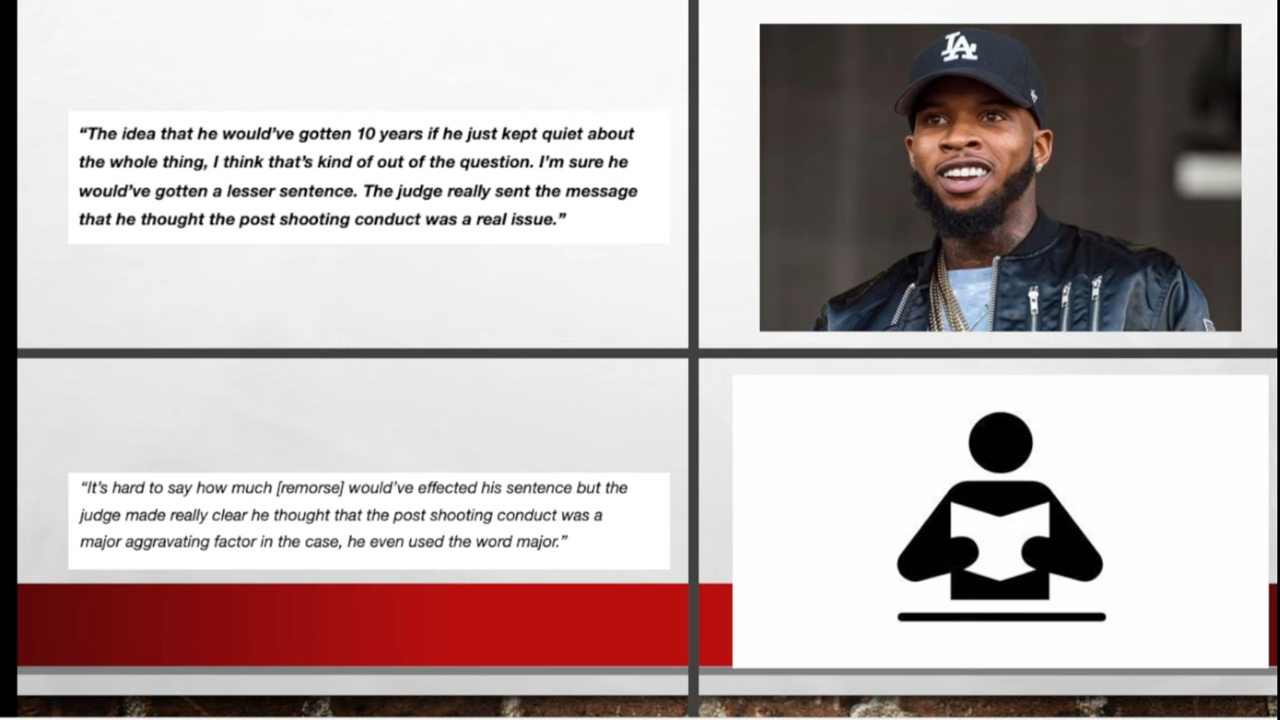 “The idea that he would’ve gotten 10 years if he just kept quiet about
the whole thing, I think that’s kind of out of the question. I’m sure he
would’ve gotten a lesser sentence. The judge really sent the message
that he thought the post shooting conduct was a real issue.”
LA
“It’s hard to say how much [remorse] would’ve effected his sentence but the
judge made really clear he thought that the post shooting conduct was a
major aggravating factor in the case, he even used the word major.”